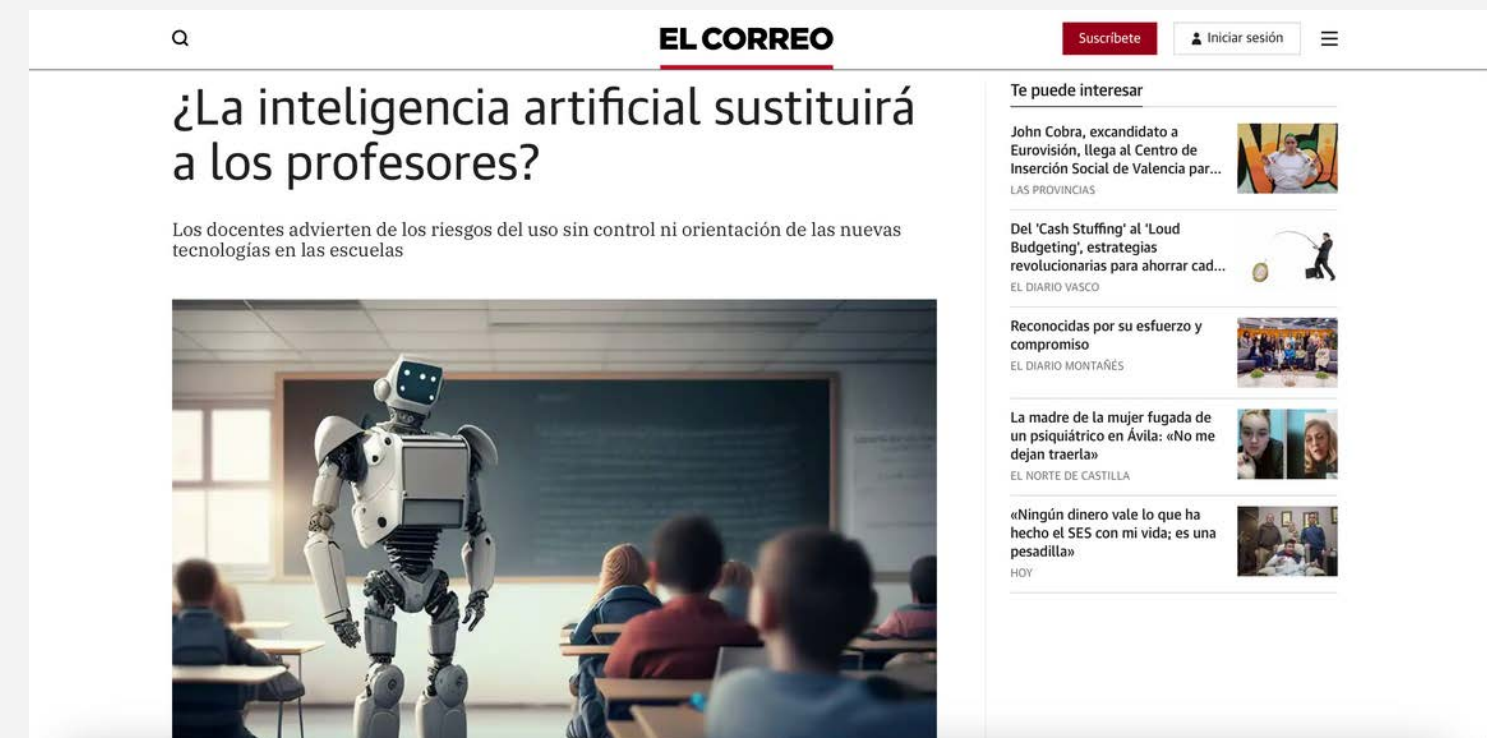 EL CORREO
Suscríbete
Iniciar sesión
¿La inteligencia artificial sustituirá
a los profesores?
Los docentes advierten de los riesgos del uso sin control ni orientación de las nuevas
tecnologías en las escuelas
Te puede interesar
John Cobra, excandidato a
Eurovisión, llega al Centro de
Inserción Social de Valencia par...
LAS PROVINCIAS
Del 'Cash Stuffing' al 'Loud
Budgeting', estrategias
revolucionarias para ahorrar cad...
EL DIARIO VASCO
Reconocidas por su esfuerzo y
compromiso
EL DIARIO MONTAÑÉS
La madre de la mujer fugada de
un psiquiátrico en Ávila: «No me
dejan traerla»
EL NORTE DE CASTILLA
«Ningún dinero vale lo que ha
hecho el SES con mi vida; es una
pesadilla»
HOY